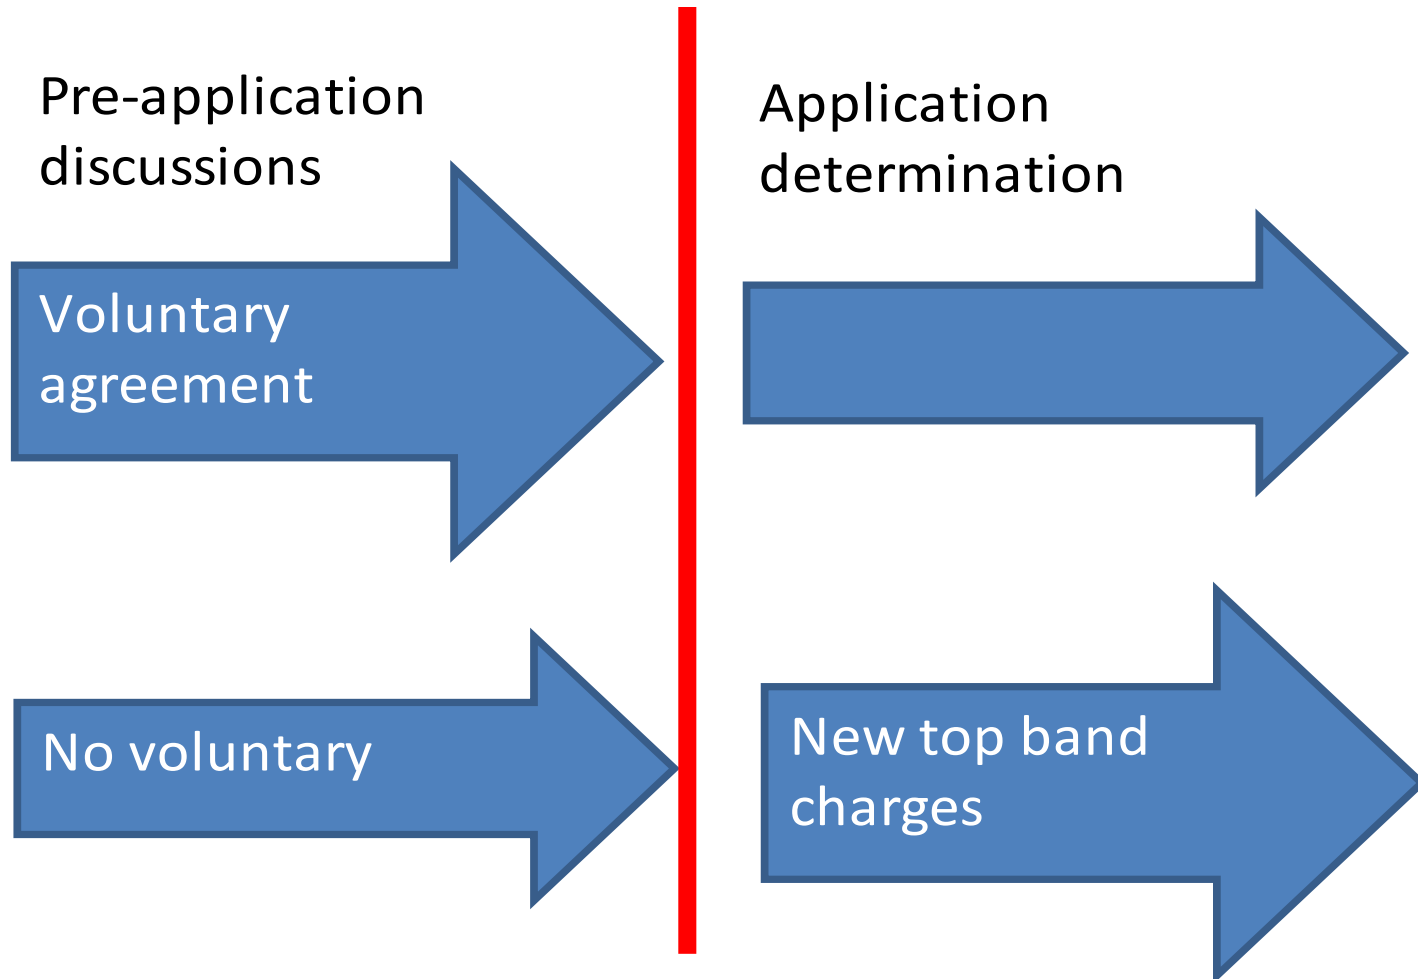 Pre-application
discussions
Voluntary
agreement
No voluntary
Application
determination
New top band
charges